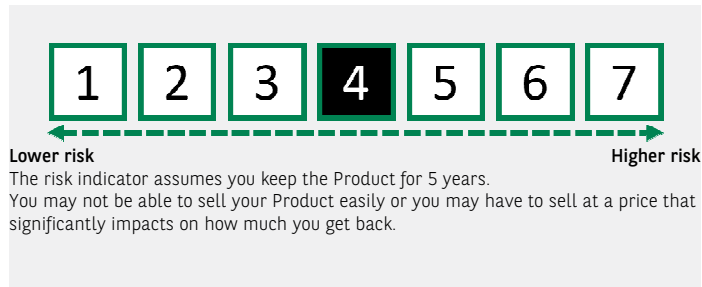 1 2 3 4 5 6 7
Lower risk Higher risk
The risk indicator assumes you keep the Product for 5 years.
You may not be able to sell your Product easily or you may have to sell at a price that
significantly impacts on how much you get back.